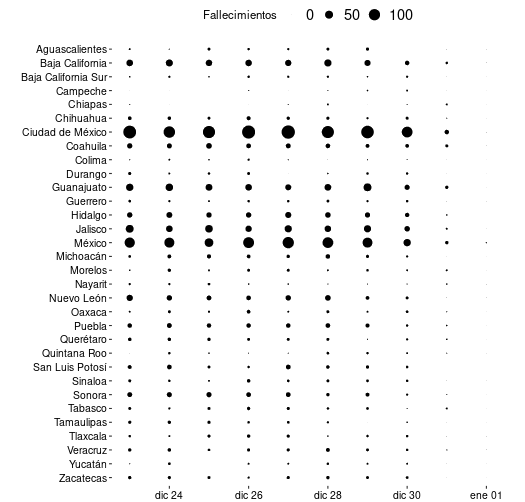 Fallecimientos 0 50 100
Aguascalientes
Baja California
Baja California Sur
Campeche
Chiapas
Chihuahua
Ciudad de México
Coahuila
Colima
Durango
Guanajuato
Guerrero
Hidalgo
Jalisco
México
Michoacán
Morelos
Nayarit
Nuevo León
Oaxaca
Puebla
Querétaro
Quintana Roo
San Luis Potosí
Sinaloa
Sonora
Tabasco
Tamaulipas
Tlaxcala
Veracruz
Yucatán
Zacatecas
dic 24 dic 26 dic 28 dic 30 ene 01